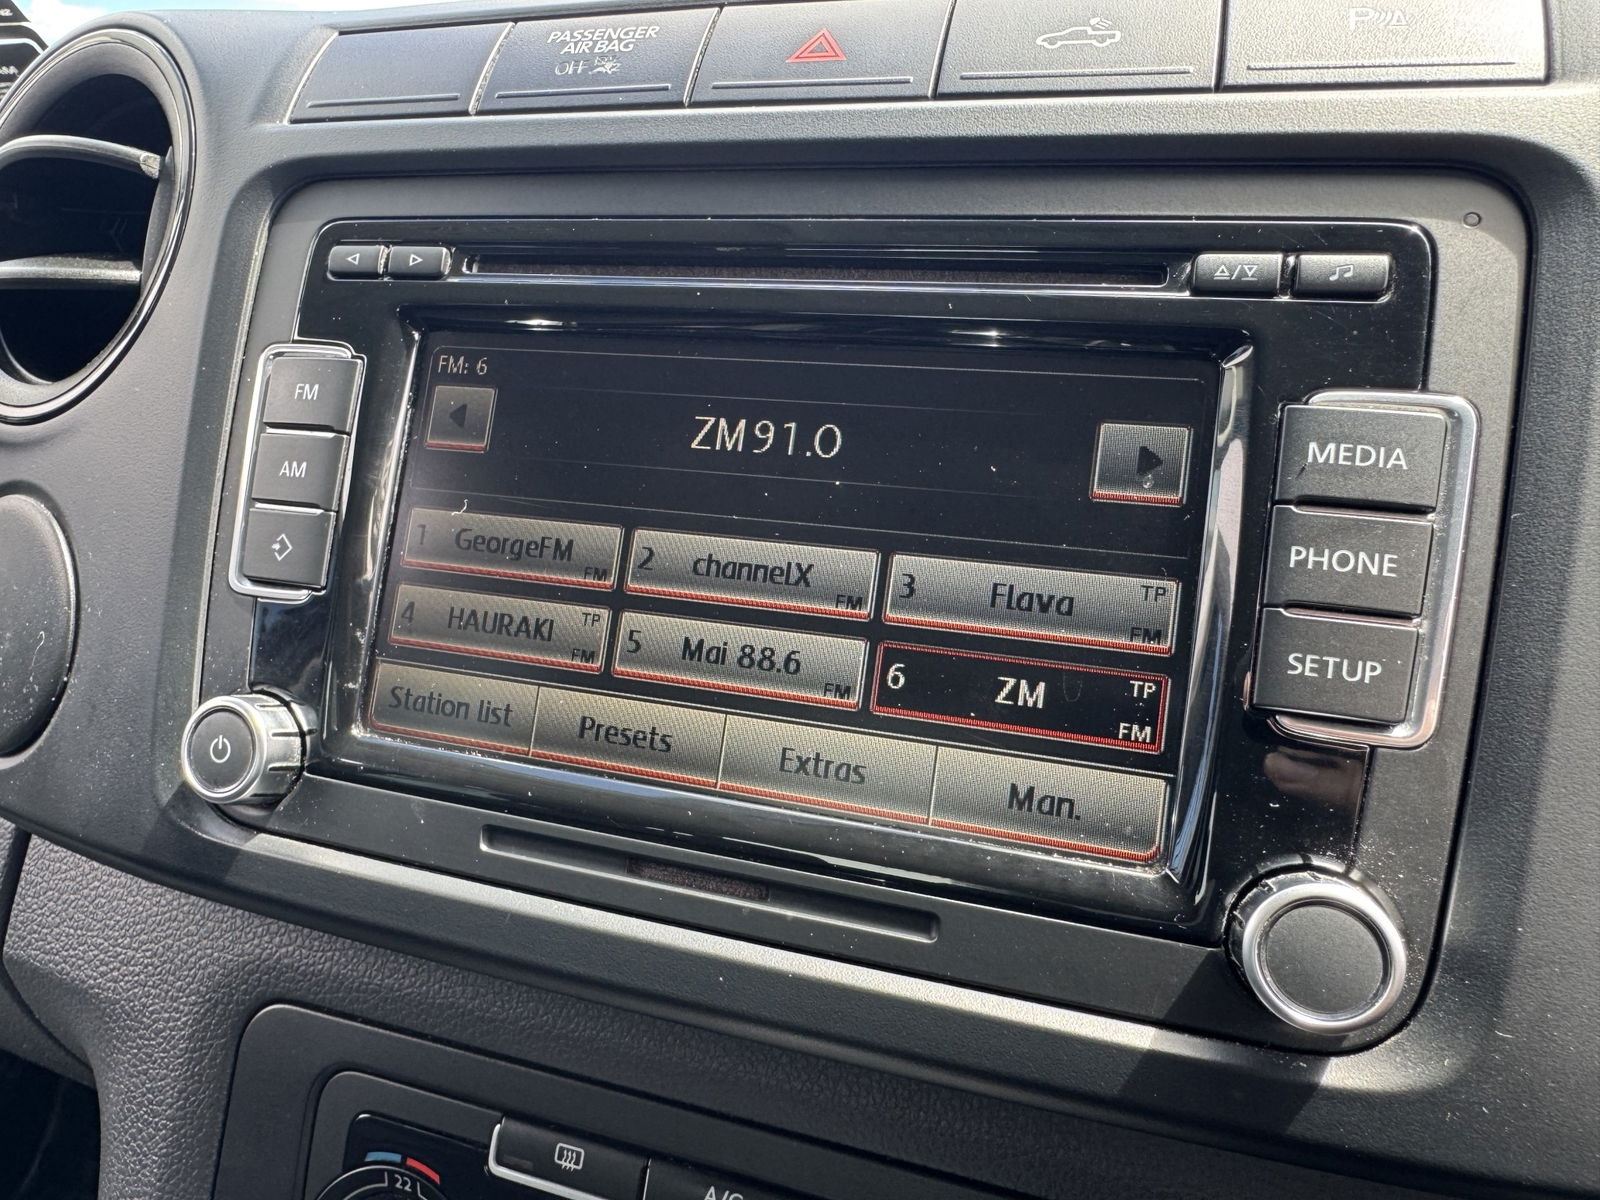 PASSENGER
AIR BAG
OFF
FM: 6
FM
ZM 91.0
AM
MEDIA
PHONE
SETUP
1 GeorgeFM FM
2 channelX FM
3 Flava TP FM
4 HAURAKI TP FM
5 Mai 88.6 FM
6 ZM TP FM
Station list
Presets
Extras
Man.
22